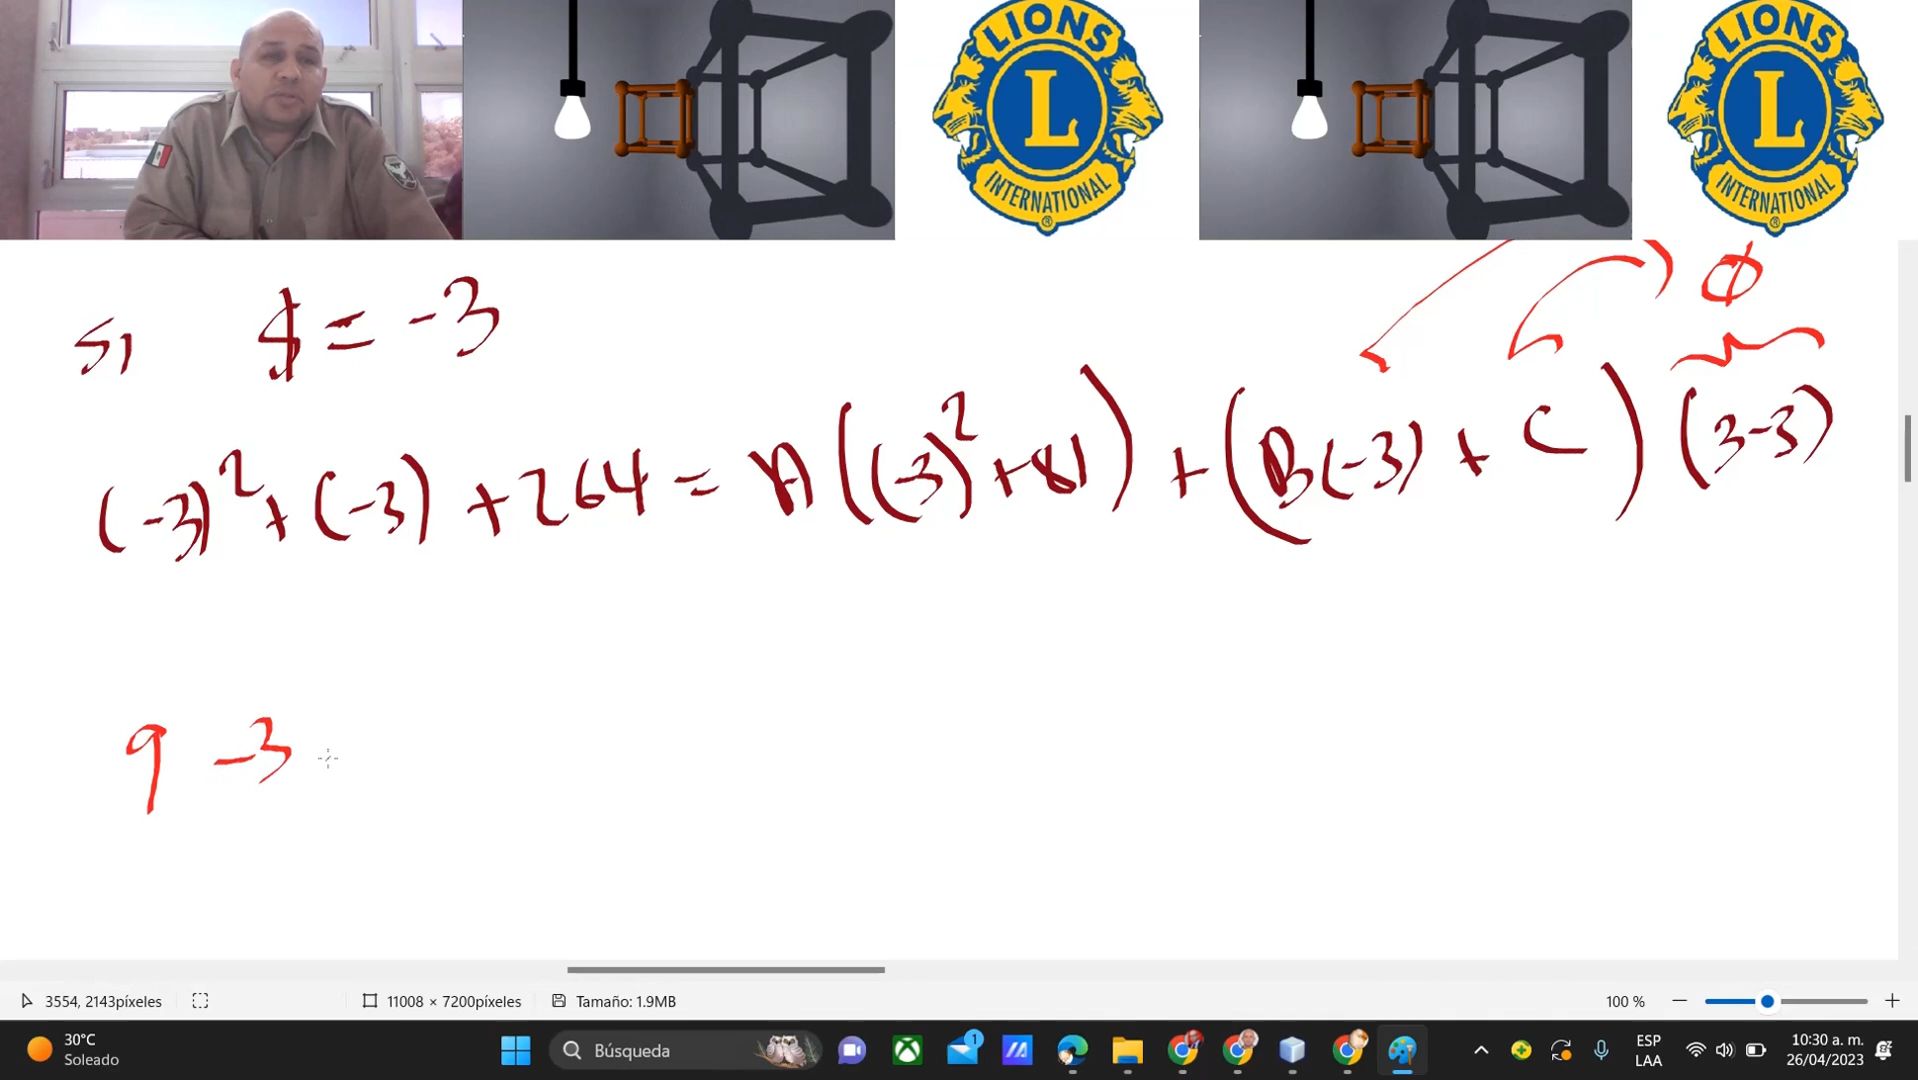 LIONS
L
INTERNATIONAL
®
LIONS
L
INTERNATIONAL
®
Si $ = -3
Ø
(-3)²+(-3)+264 = A((-3)²+81)+(B(-3)+C)(3-3)
9 -3
3554, 2143píxeles
11008 × 7200píxeles
Tamaño: 1.9MB
100 %
30°C
Soleado
Búsqueda
1
ESP
LAA
10:30 a. m.
26/04/2023